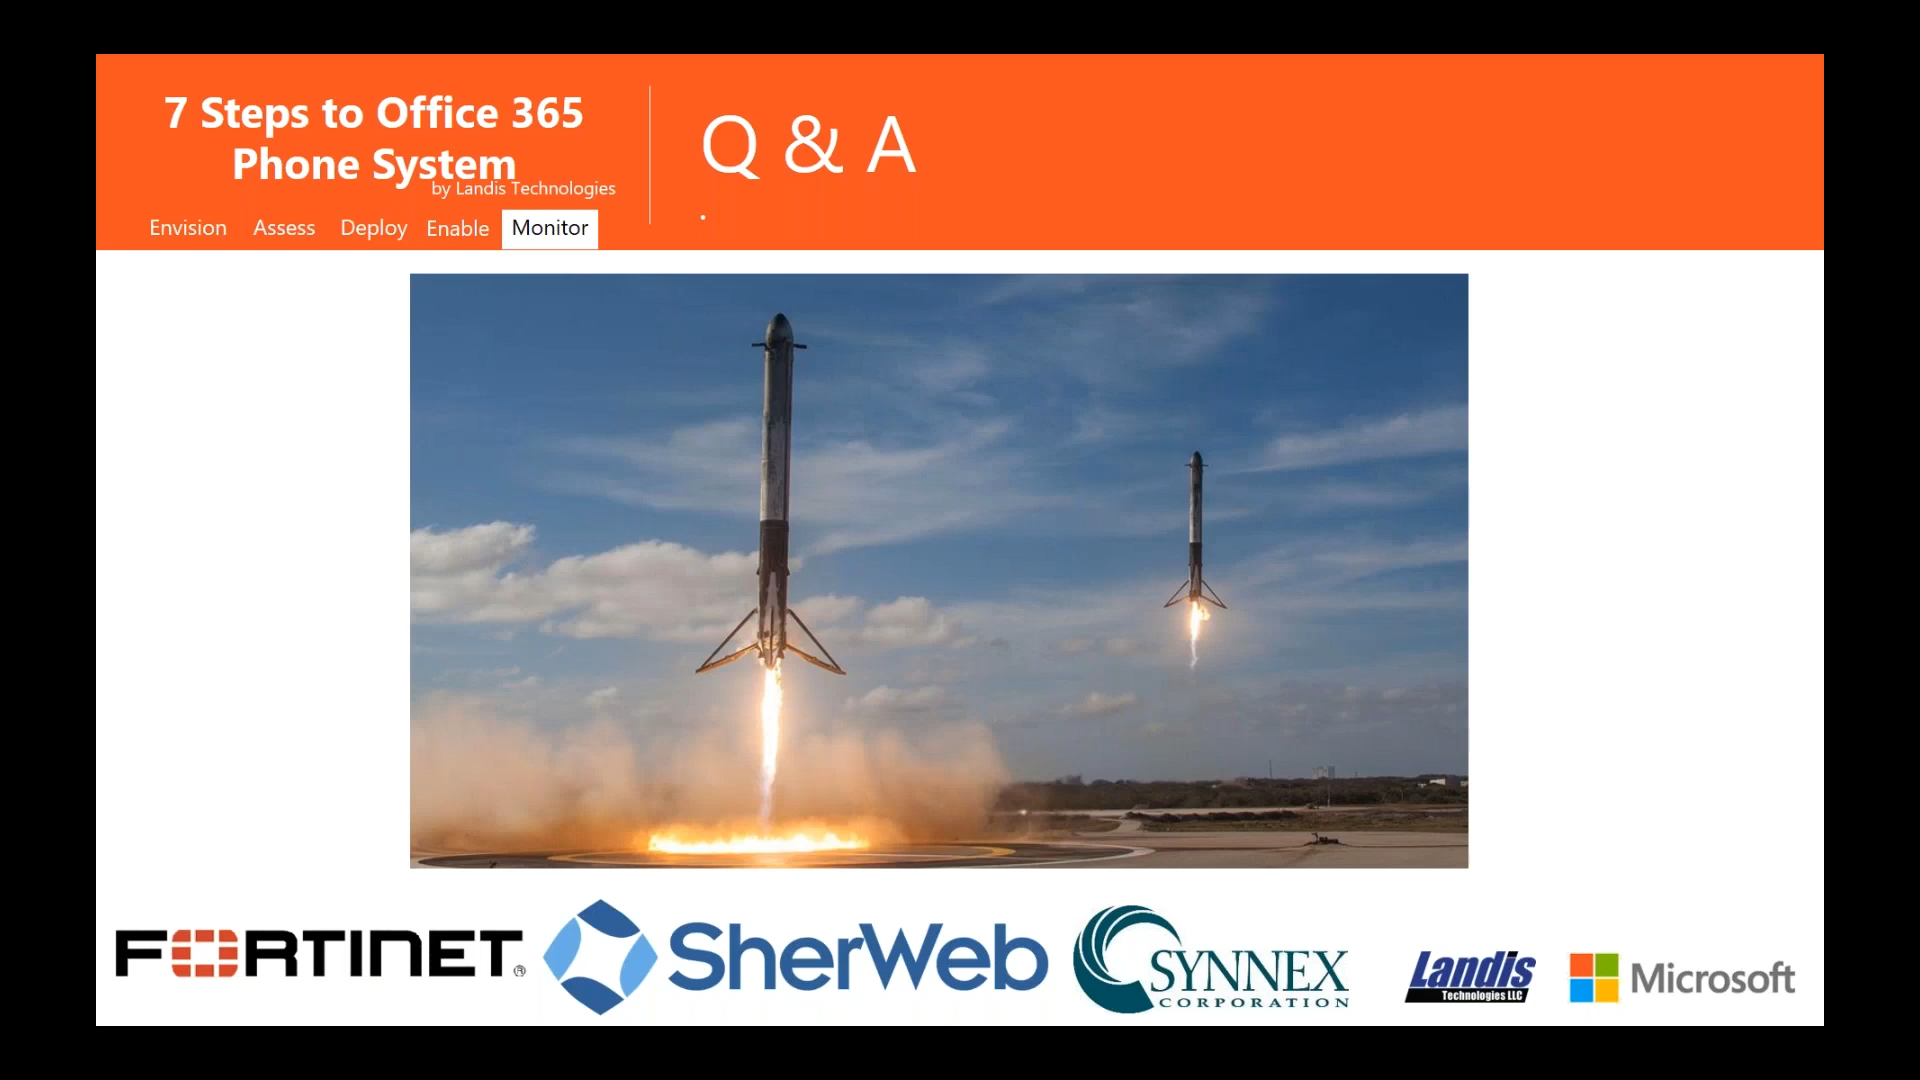 7 Steps to Office 365
Phone System
by Landis Technologies
Envision Assess Deploy Enable Monitor
Q & A
.
FORTINET®
SherWeb
SYNNEX
CORPORATION
Landis
Technologies LLC
Microsoft